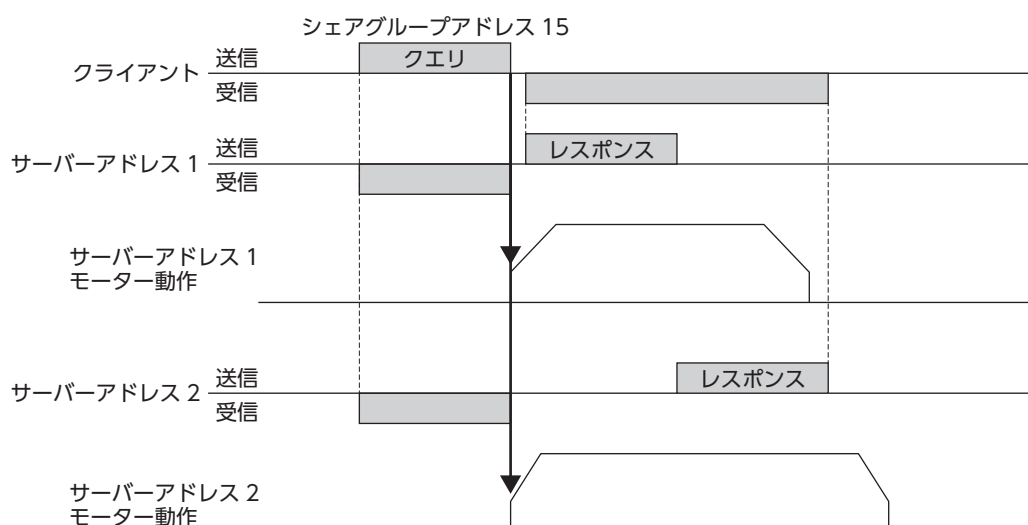 シェアグループアドレス 15
クライアント
送信
クエリ
受信
サーバーアドレス 1
送信
レスポンス
受信
サーバーアドレス 1
モーター動作
サーバーアドレス 2
送信
レスポンス
受信
サーバーアドレス 2
モーター動作